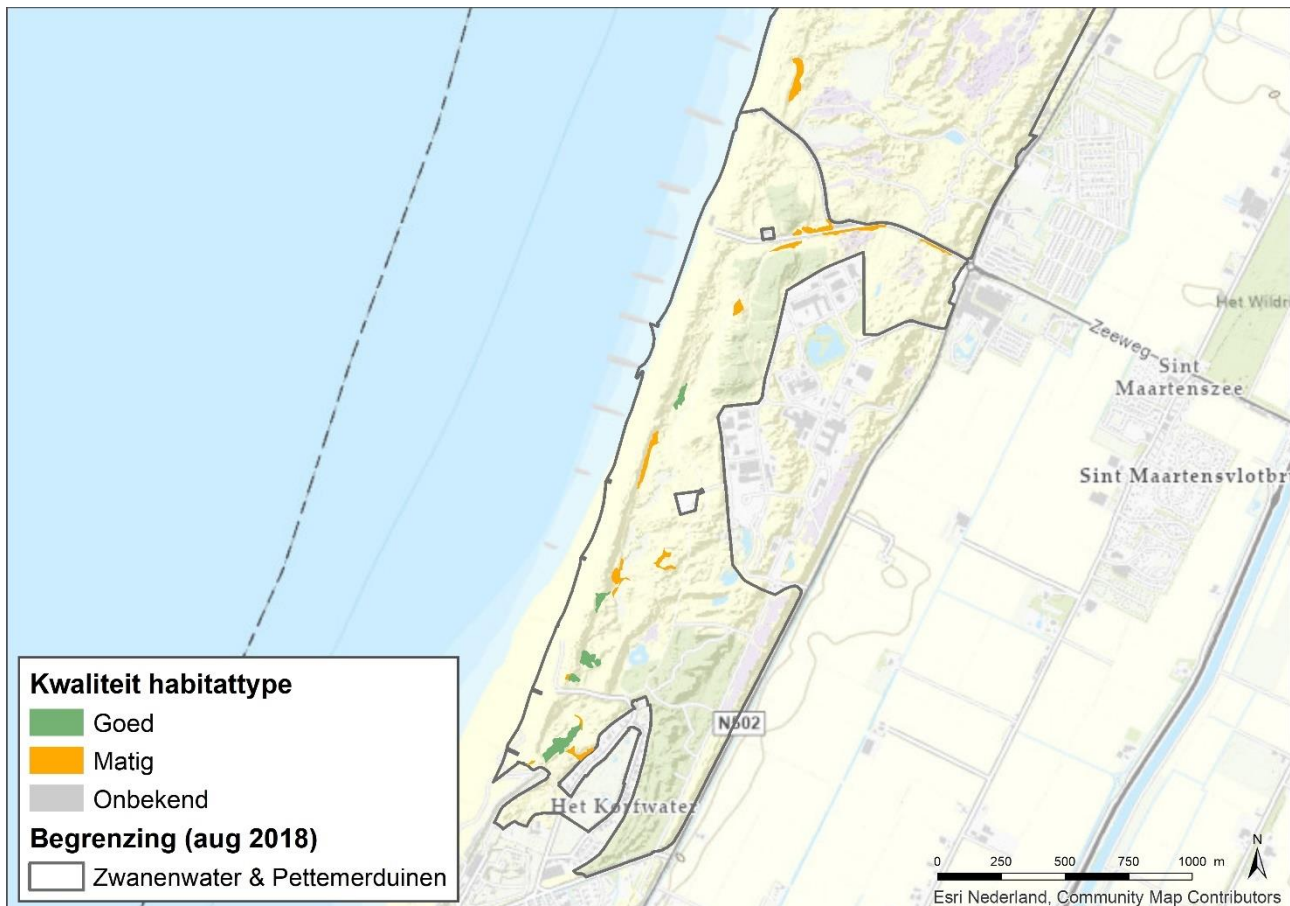 Het Wildri
Zeeweg
Sint
Maartenszee
Sint Maartensvlotbr
N502
Het Korfwater
Kwaliteit habitattype
Goed
Matig
Onbekend
Begrenzing (aug 2018)
Zwanenwater & Pettemerduinen
N
0 250 500 750 1000 m
Esri Nederland, Community Map Contributors